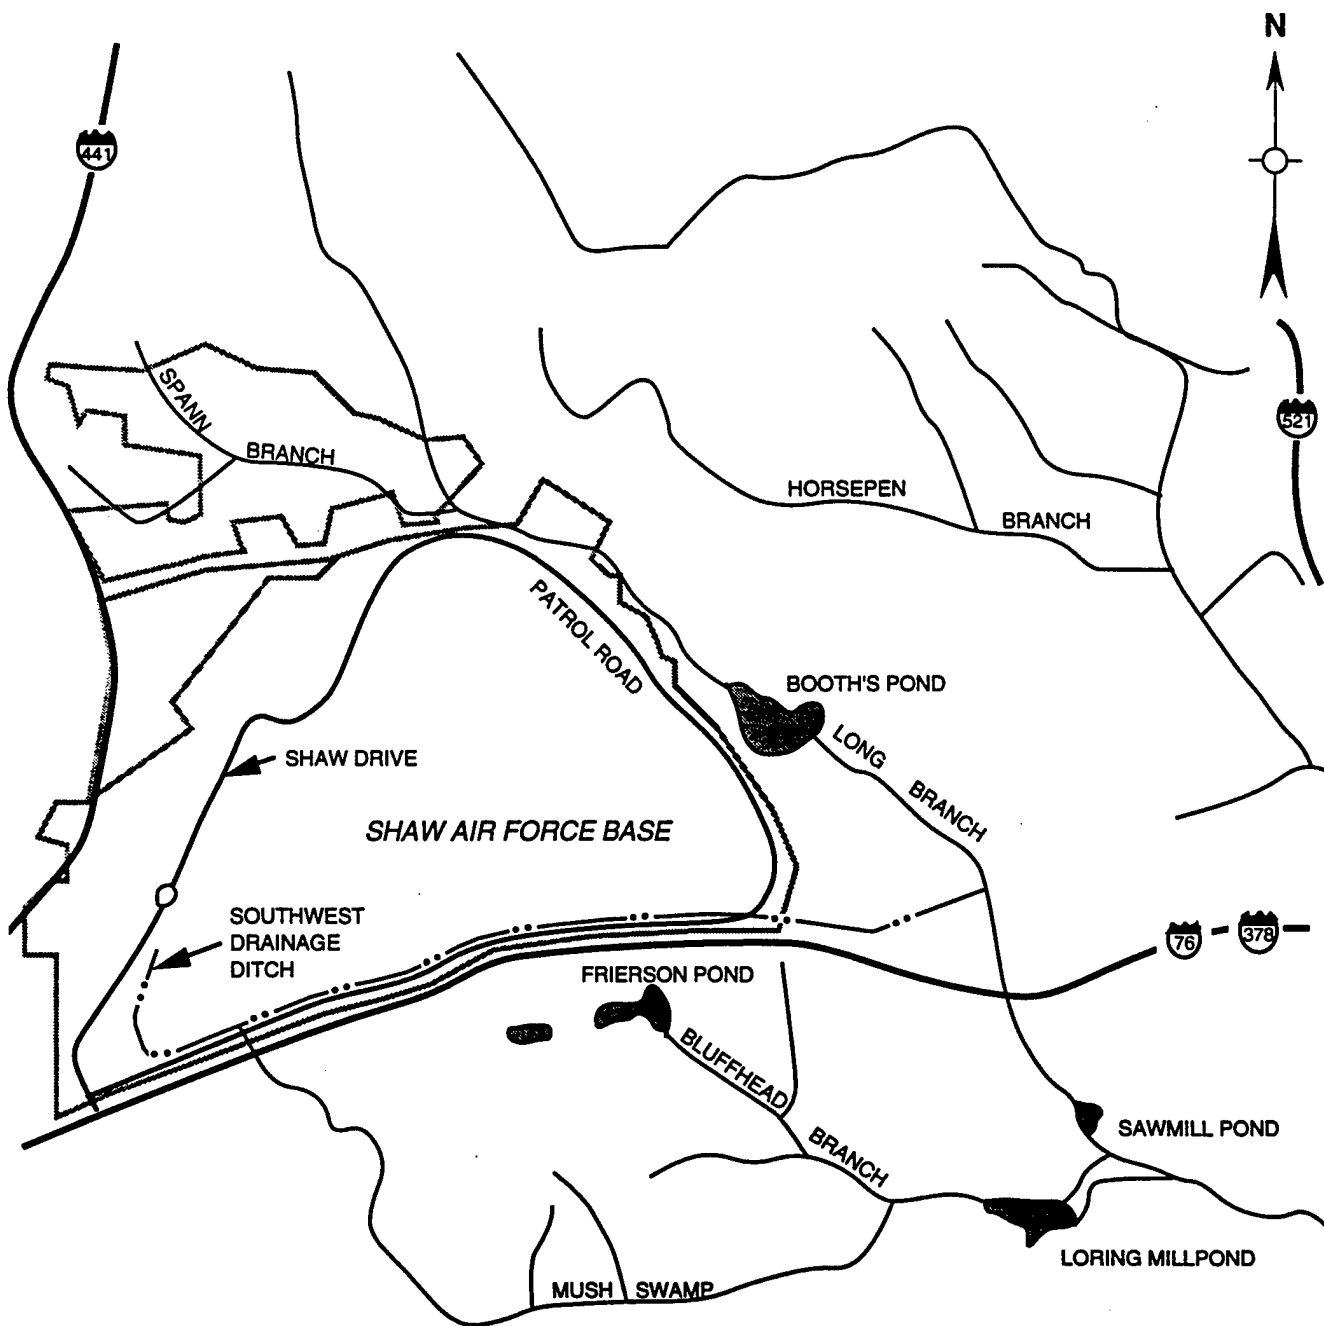 N
441
521
SPANN
BRANCH
HORSEPEN
BRANCH
PATROL ROAD
BOOTH'S POND
LONG
BRANCH
SHAW DRIVE
SHAW AIR FORCE BASE
SOUTHWEST
DRAINAGE
DITCH
76
378
FRIERSON POND
BLUFFHEAD
BRANCH
SAWMILL POND
LORING MILLPOND
MUSH SWAMP